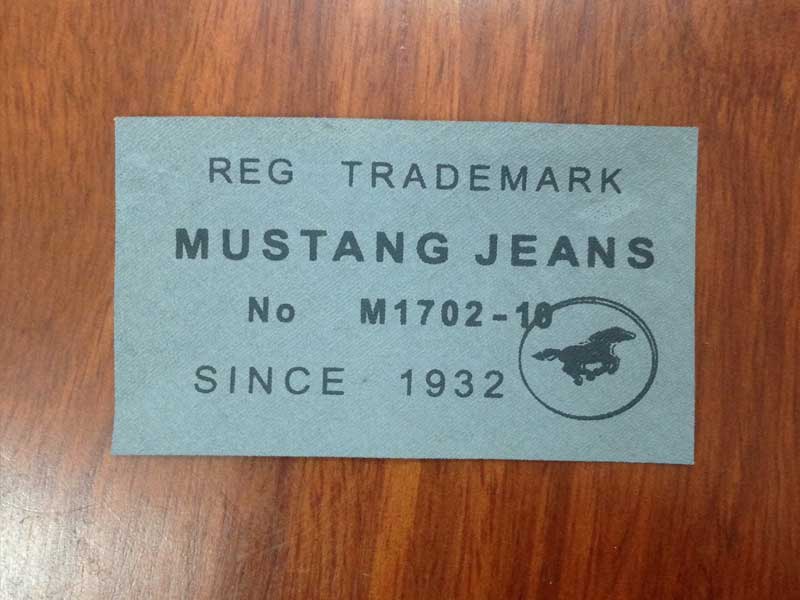 REG TRADEMARK
MUSTANG JEANS
No M1702-10
SINCE 1932